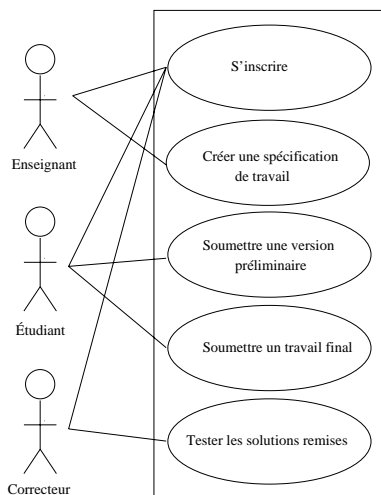 S'inscrire
Enseignant
Créer une spécification
de travail
Soumettre une version
préliminaire
Étudiant
Soumettre un travail final
Tester les solutions remises
Correcteur